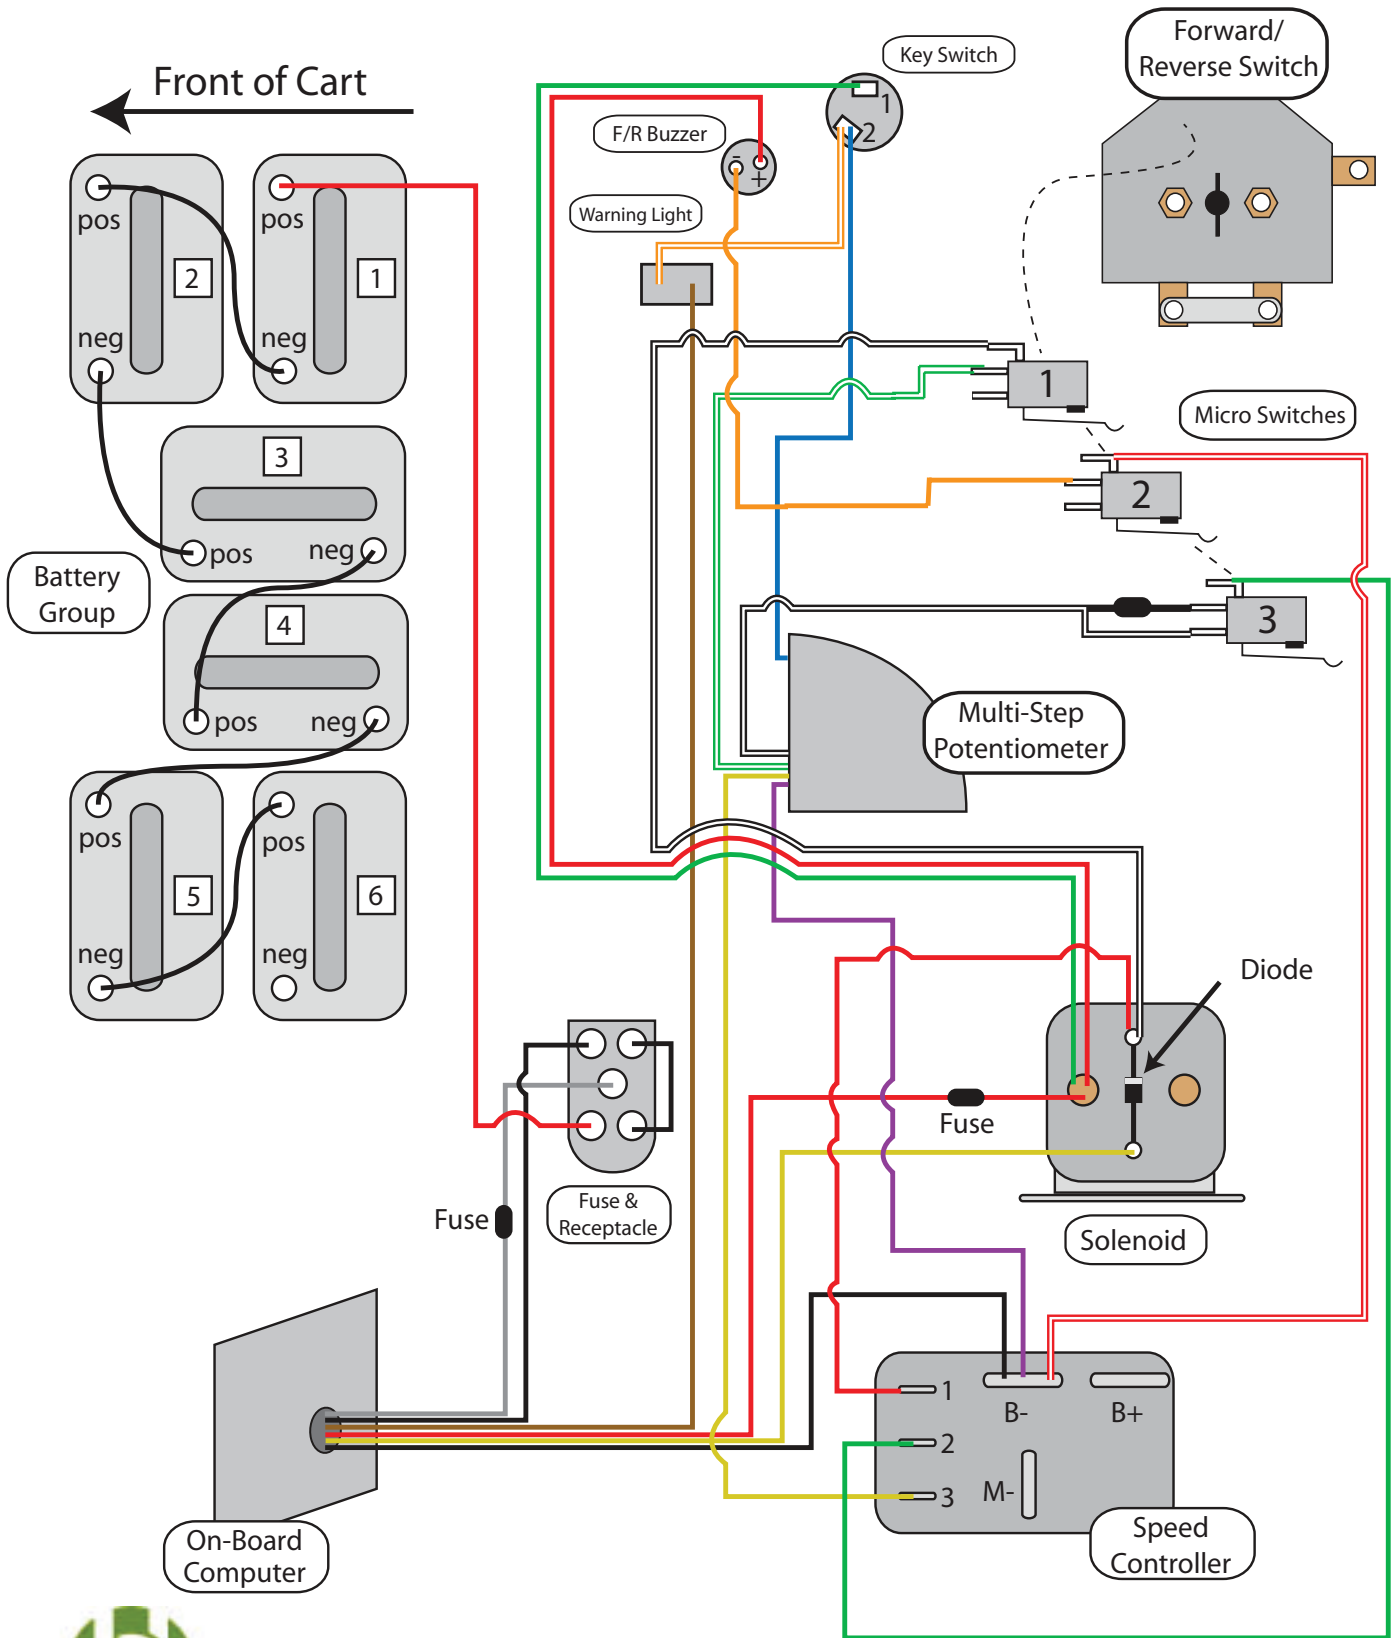 Front of Cart
Key Switch
1
2
Forward/
Reverse Switch
F/R Buzzer
-
+
Warning Light
pos
2
neg
pos
1
neg
3
pos
neg
Battery
Group
4
pos
neg
pos
5
neg
pos
6
neg
1
Micro Switches
2
3
Multi-Step
Potentiometer
Diode
Fuse
Solenoid
Fuse
Fuse &
Receptacle
On-Board
Computer
1
2
3
B-
B+
M-
Speed
Controller